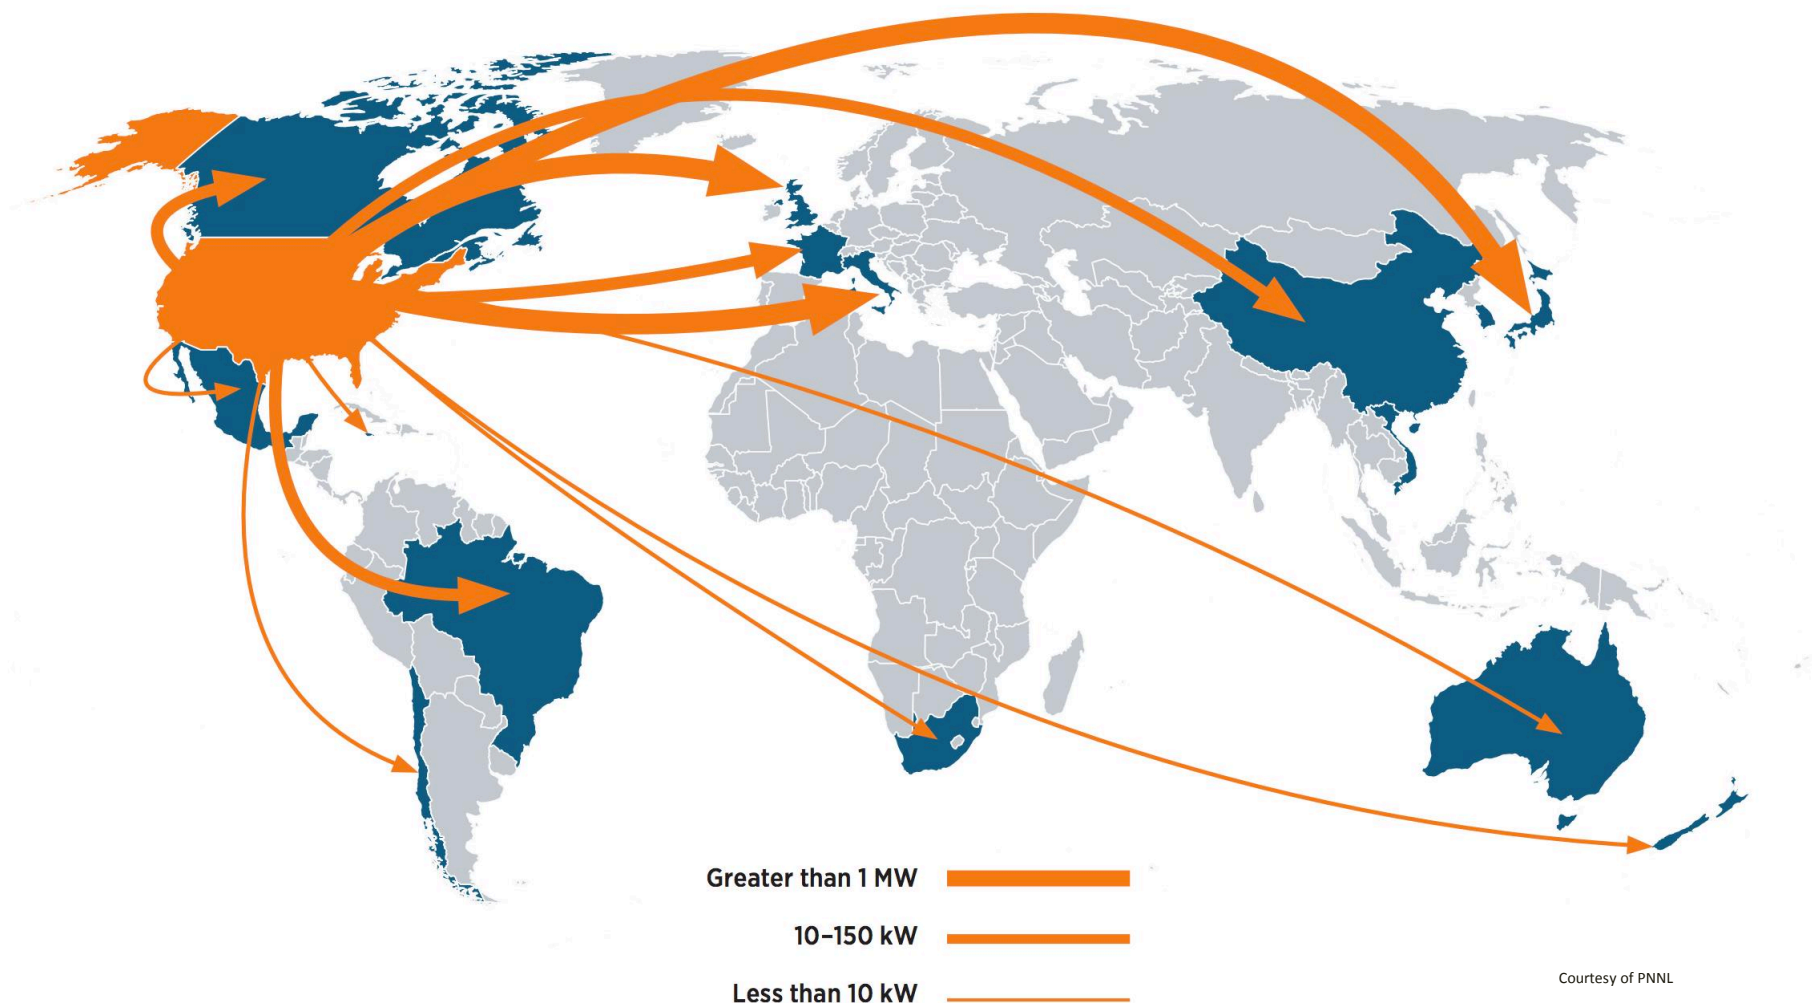 Greater than 1 MW
10–150 kW
Less than 10 kW
Courtesy of PNNL